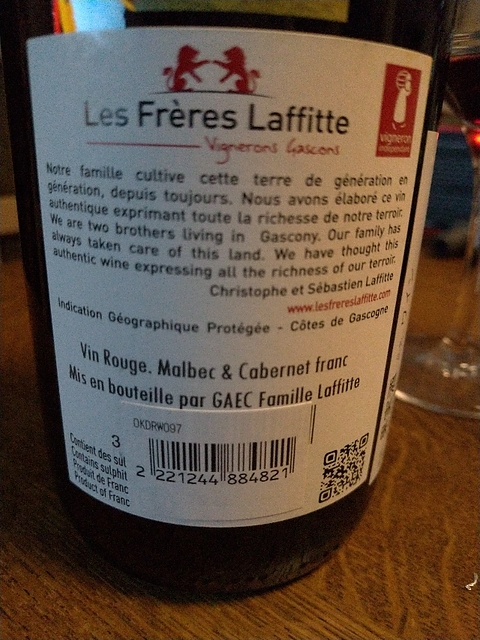 Les Frères Laffitte
Vignerons Gascons
vigneron
indépendant
Notre famille cultive cette terre de génération en
génération, depuis toujours. Nous avons élaboré ce vin
authentique exprimant toute la richesse de notre terroir.
We are two brothers living in Gascony. Our family has
always taken care of this land. We have thought this
authentic wine expressing all the richness of our terroir.
Christophe et Sébastien Laffitte
www.lesfrereslaffitte.com
Indication Géographique Protégée - Côtes de Gascogne
Vin Rouge. Malbec & Cabernet franc
Mis en bouteille par GAEC Famille Laffitte
DKDRW097
3
Contient des sul
Contains sulphit
Produit de Franc
Product of Franc
2 221244 884821